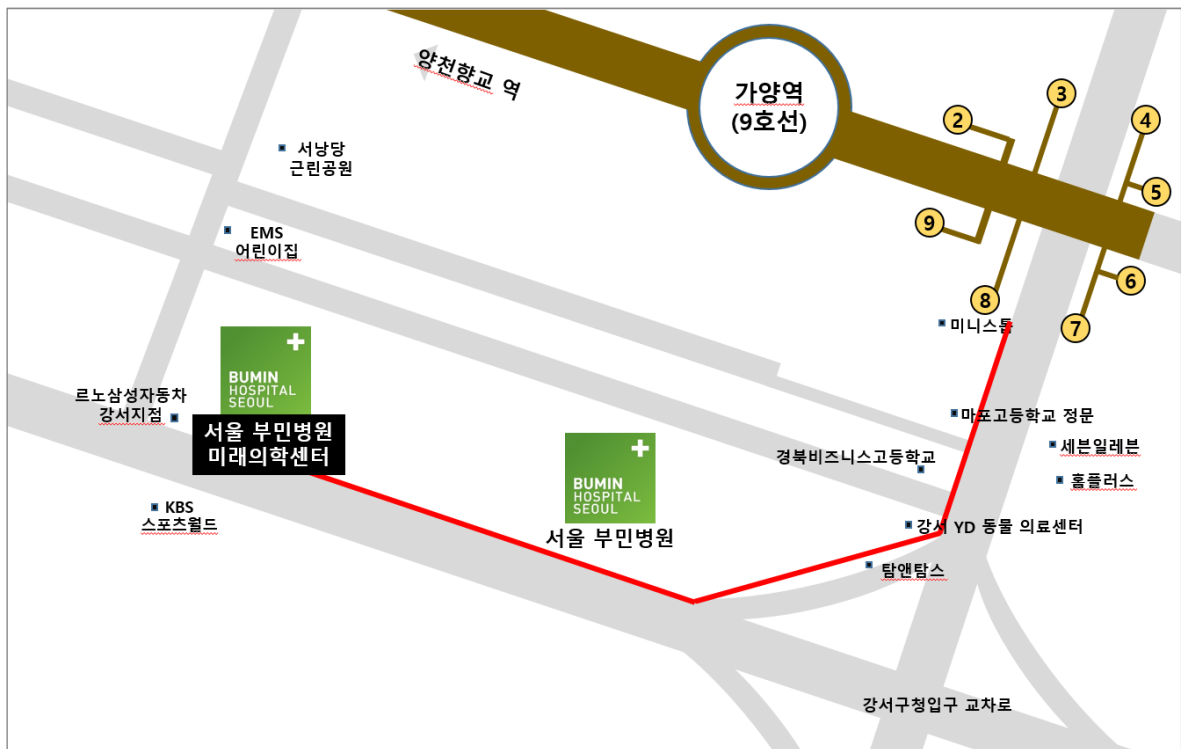 양천향교 역
가양역
(9호선)
3
2
4
5
9
6
8
7
서낭당
근린공원
EMS
어린이집
미니스톱
BUMIN
HOSPITAL
SEOUL
서울 부민병원
미래의학센터
르노삼성자동차
강서지점
마포고등학교 정문
세븐일레븐
경북비즈니스고등학교
홈플러스
BUMIN
HOSPITAL
SEOUL
서울 부민병원
KBS
스포츠월드
강서 YD 동물 의료센터
탐앤탐스
강서구청입구 교차로